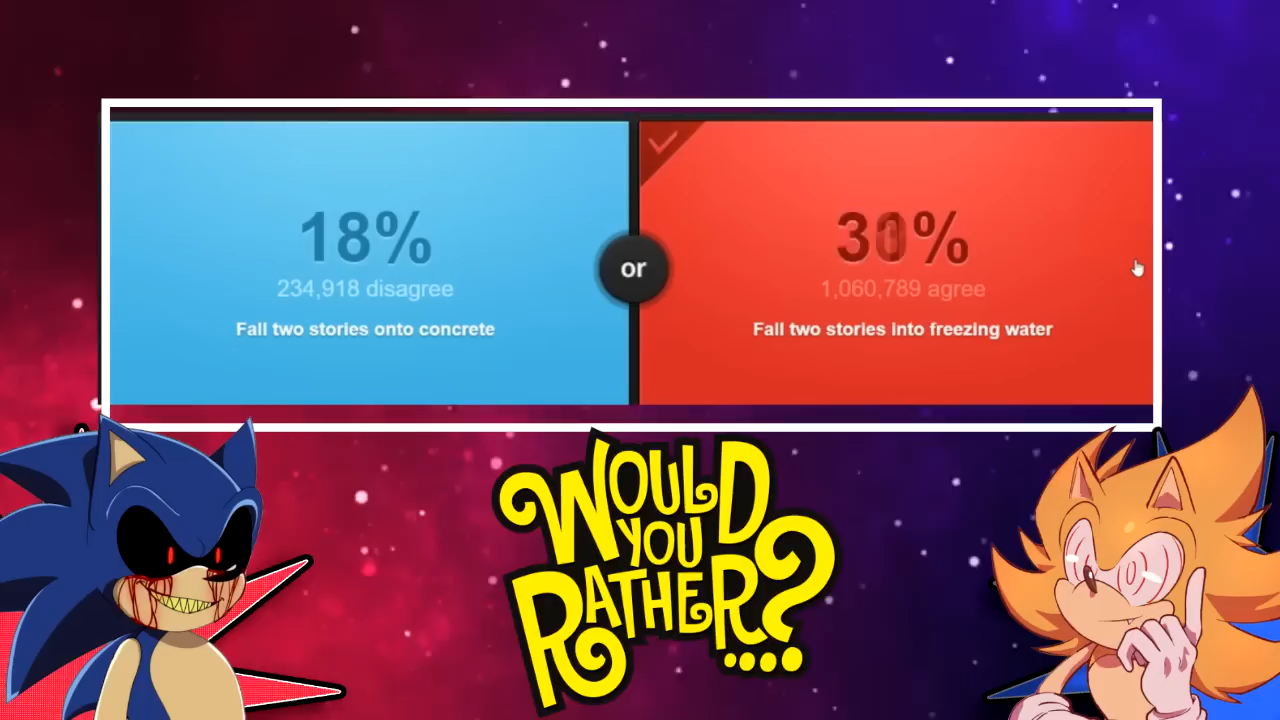 18%
234,918 disagree
Fall two stories onto concrete
or
30%
1,060,789 agree
Fall two stories into freezing water
WOULD
YOU
RATHER...?